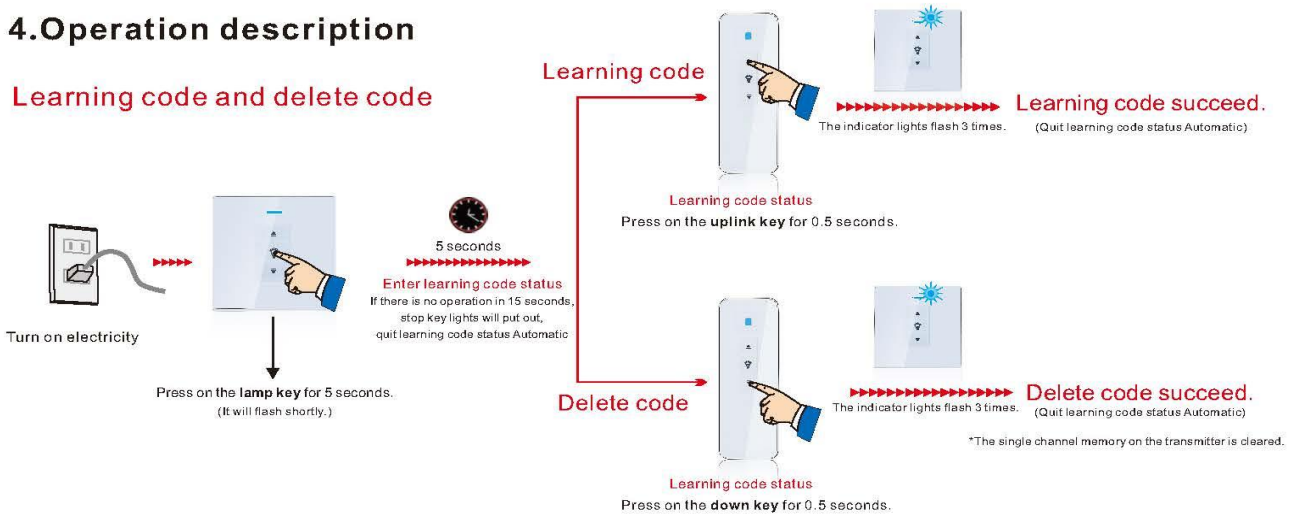 4.Operation description
Learning code and delete code
Turn on electricity
Press on the lamp key for 5 seconds.
(It will flash shortly.)
5 seconds
Enter learning code status
If there is no operation in 15 seconds,
stop key lights will put out,
quit learning code status Automatic
Learning code
Learning code status
Press on the uplink key for 0.5 seconds.
The indicator lights flash 3 times.
Learning code succeed.
(Quit learning code status Automatic)
Delete code
Learning code status
Press on the down key for 0.5 seconds.
The indicator lights flash 3 times.
Delete code succeed.
(Quit learning code status Automatic)
*The single channel memory on the transmitter is cleared.